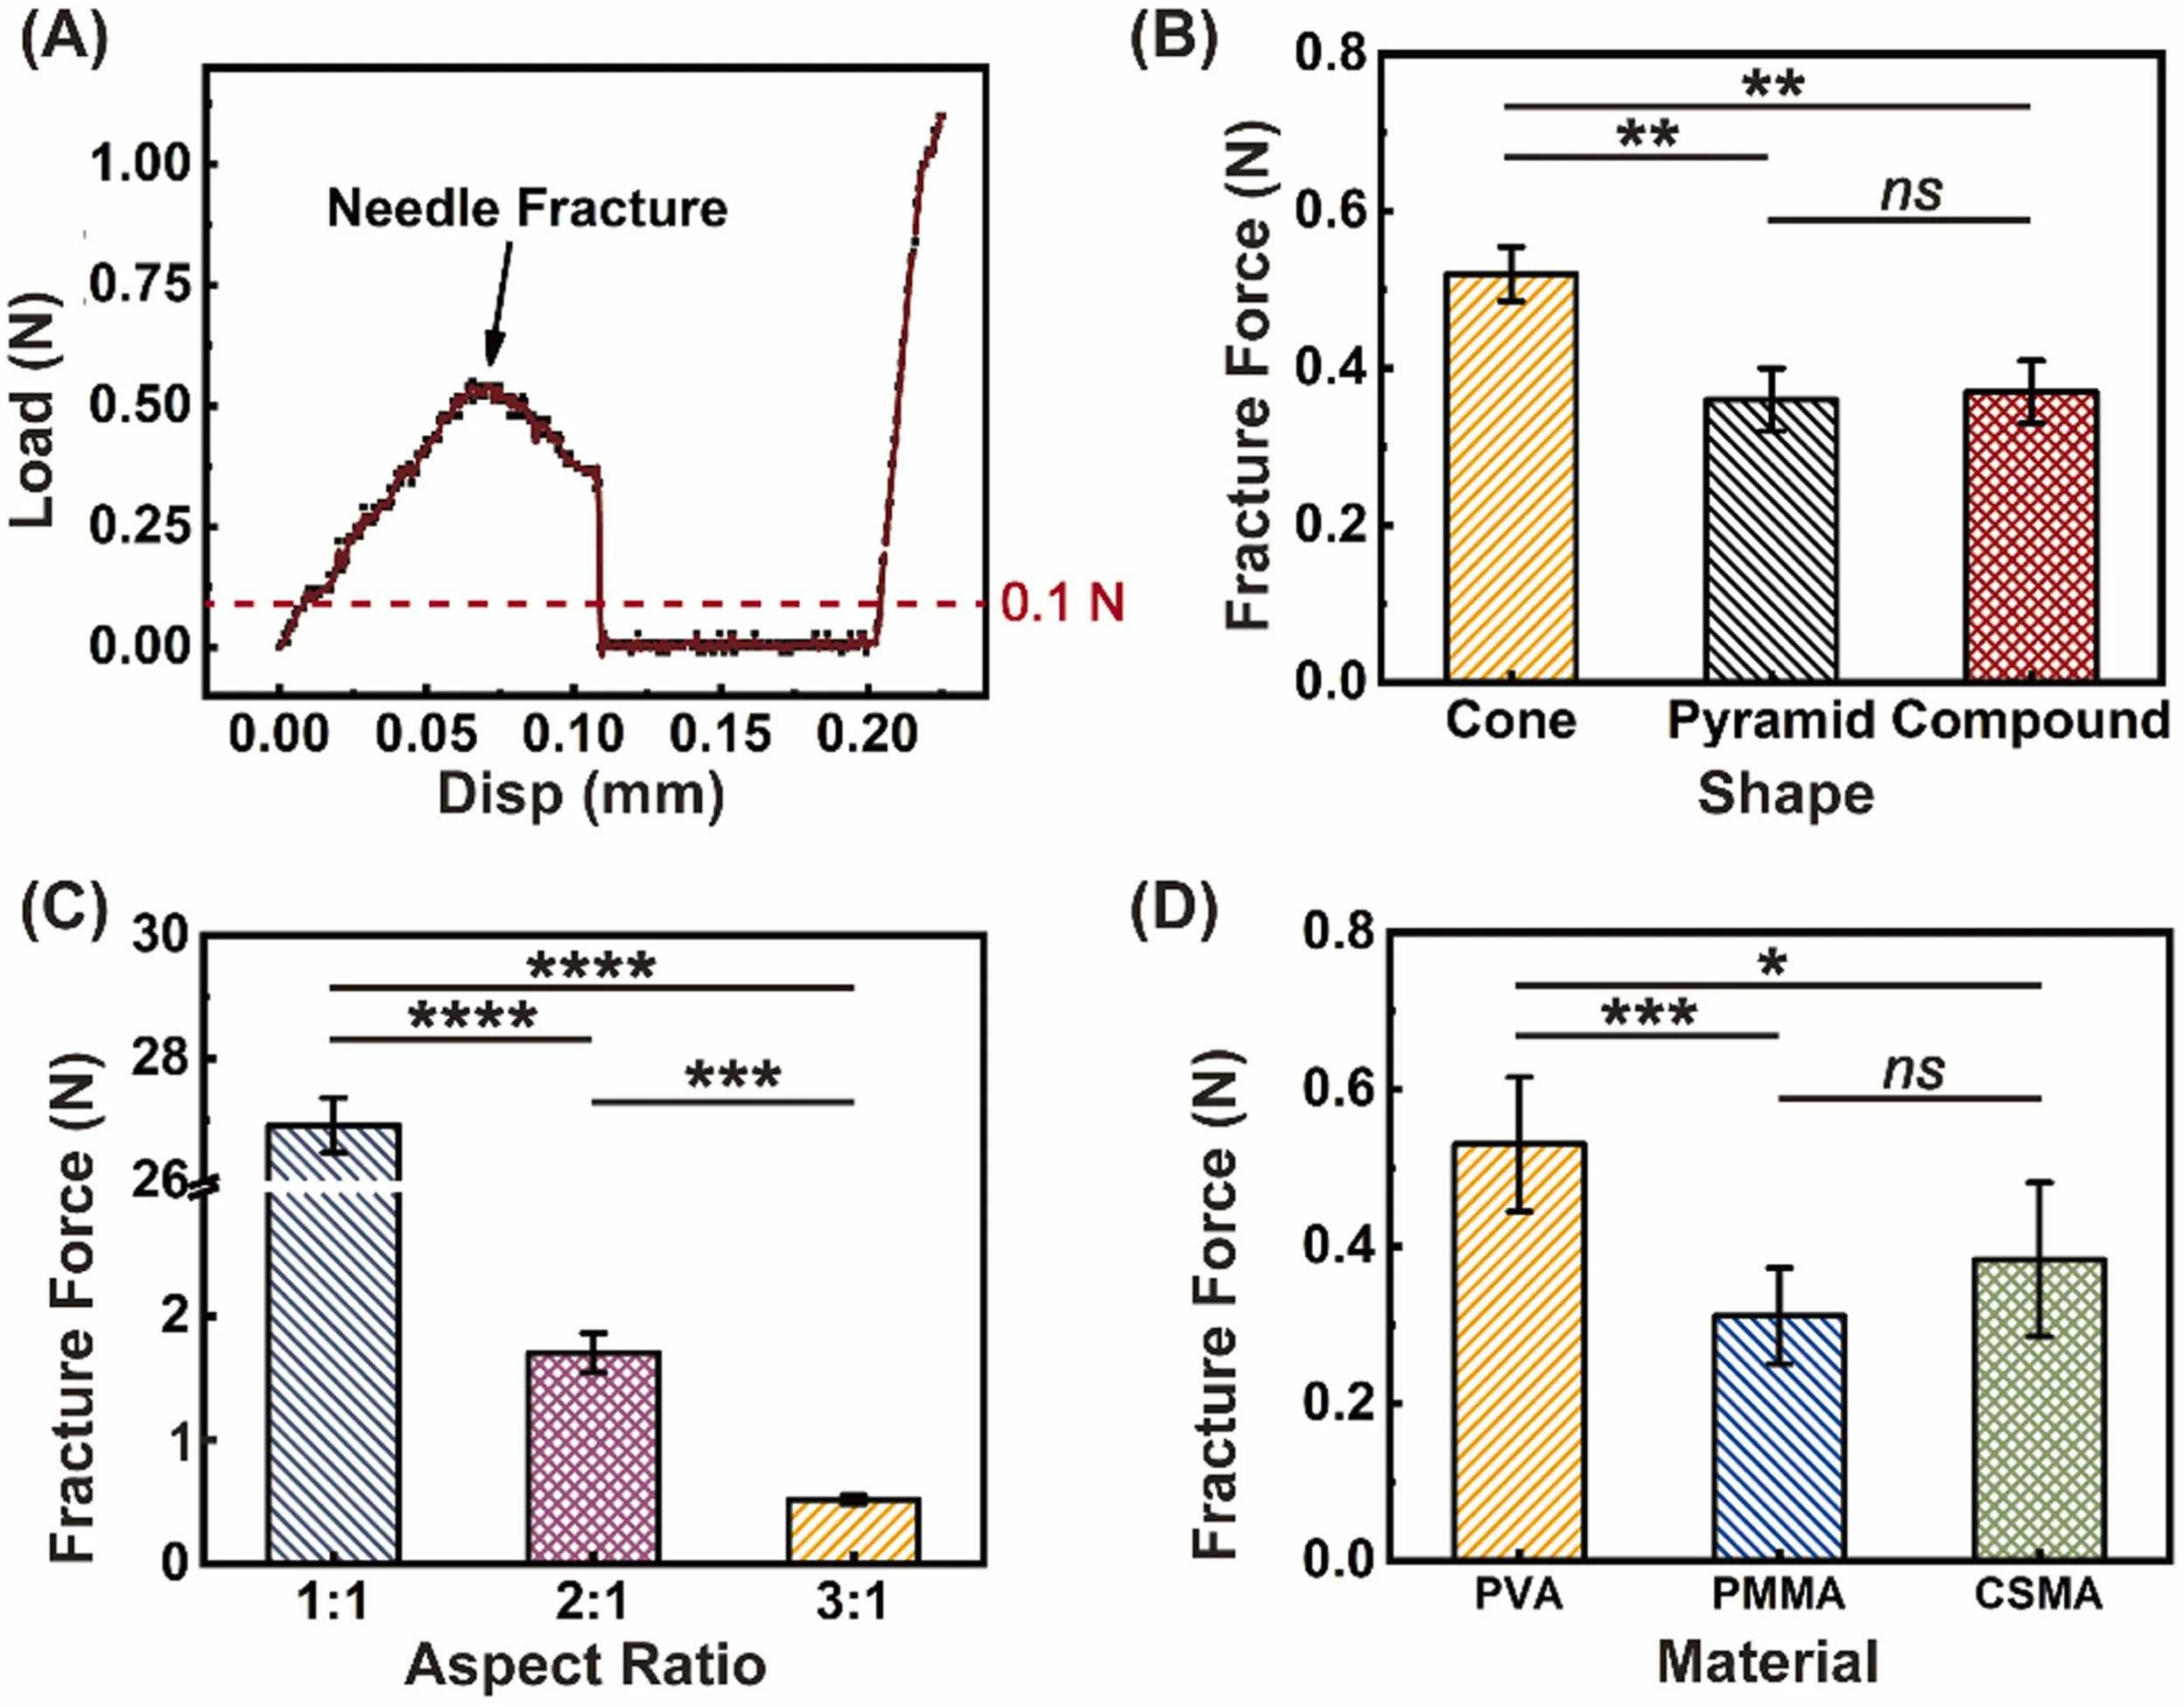 (A)
Load (N)
1.00
0.75
0.50
0.25
0.00
Needle Fracture
0.1 N
0.00 0.05 0.10 0.15 0.20
Disp (mm)
(B)
Fracture Force (N)
0.8
0.6
0.4
0.2
0.0
**
**
ns
Cone Pyramid Compound
Shape
(C)
Fracture Force (N)
30
28
26
2
1
0
****
****
***
1:1 2:1 3:1
Aspect Ratio
(D)
Fracture Force (N)
0.8
0.6
0.4
0.2
0.0
*
***
ns
PVA PMMA CSMA
Material